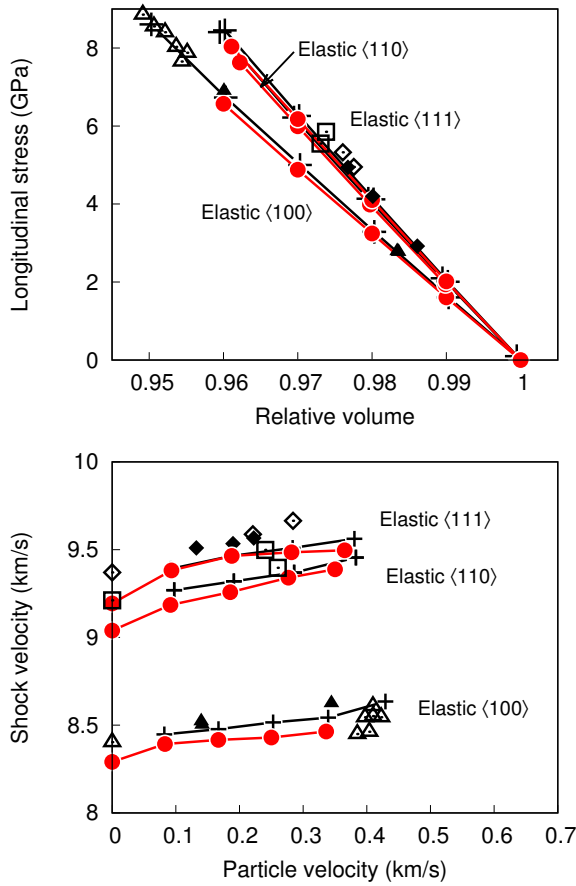 8
6
4
2
0
Longitudinal stress (GPa)
Elastic ⟨110⟩
Elastic ⟨111⟩
Elastic ⟨100⟩
0.95 0.96 0.97 0.98 0.99 1
Relative volume
10
9.5
9
8.5
8
Shock velocity (km/s)
Elastic ⟨111⟩
Elastic ⟨110⟩
Elastic ⟨100⟩
0 0.1 0.2 0.3 0.4 0.5 0.6 0.7
Particle velocity (km/s)